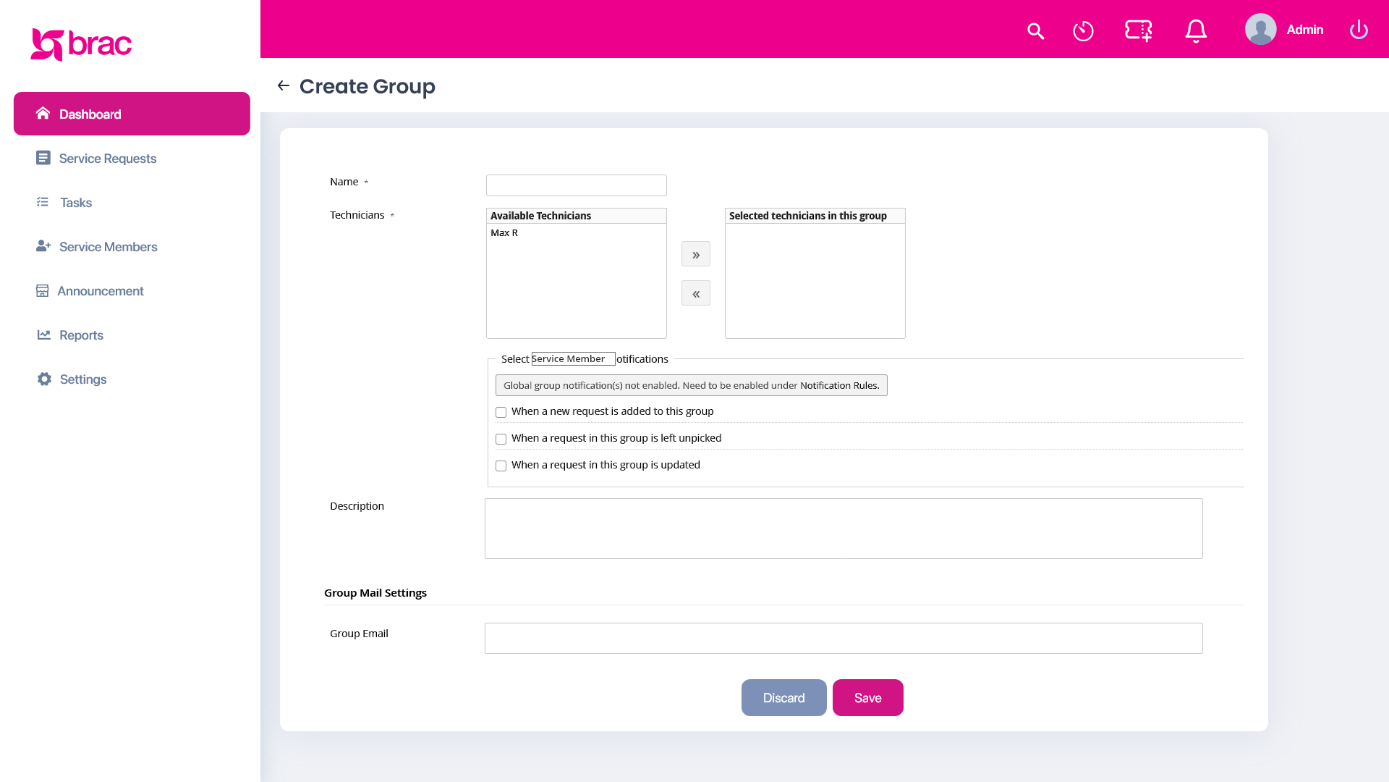 brac
Admin
Create Group
Dashboard
Service Requests
Tasks
Service Members
Announcement
Reports
Settings
Name *
Technicians *
Available Technicians
Max R
»
«
Selected technicians in this group
Select Service Member otifications
Global group notification(s) not enabled. Need to be enabled under Notification Rules.
When a new request is added to this group
When a request in this group is left unpicked
When a request in this group is updated
Description
Group Mail Settings
Group Email
Discard
Save